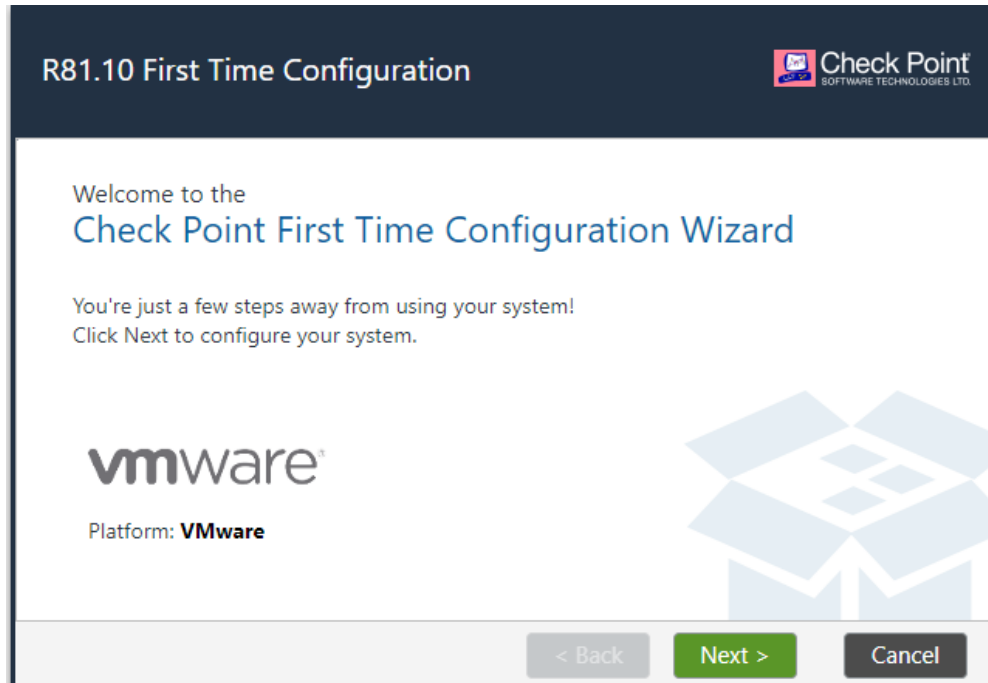 R81.10 First Time Configuration
Check Point
SOFTWARE TECHNOLOGIES LTD.
Welcome to the
Check Point First Time Configuration Wizard
You're just a few steps away from using your system!
Click Next to configure your system.
vmware
Platform: VMware
< Back
Next >
Cancel